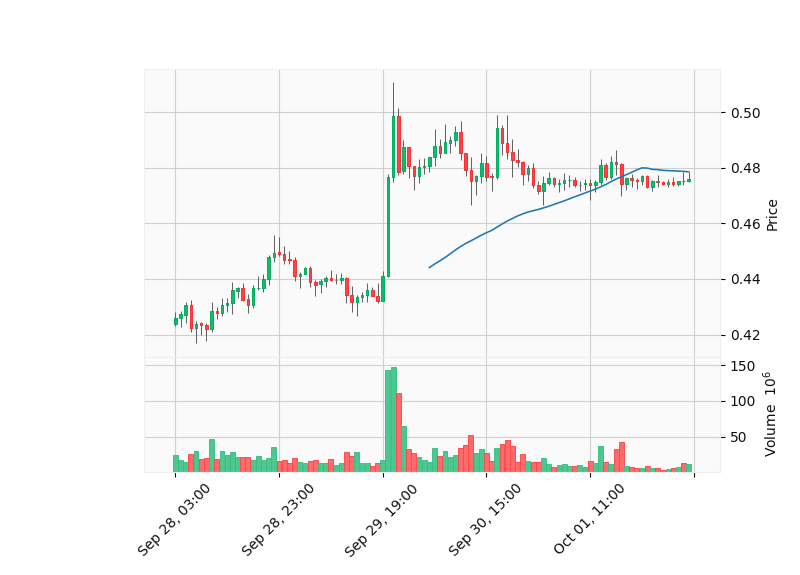 0.50
0.48
0.46
0.44
0.42
Price
150
100
50
Volume 10^6
Sep 28, 03:00
Sep 28, 23:00
Sep 29, 19:00
Sep 30, 15:00
Oct 01, 11:00